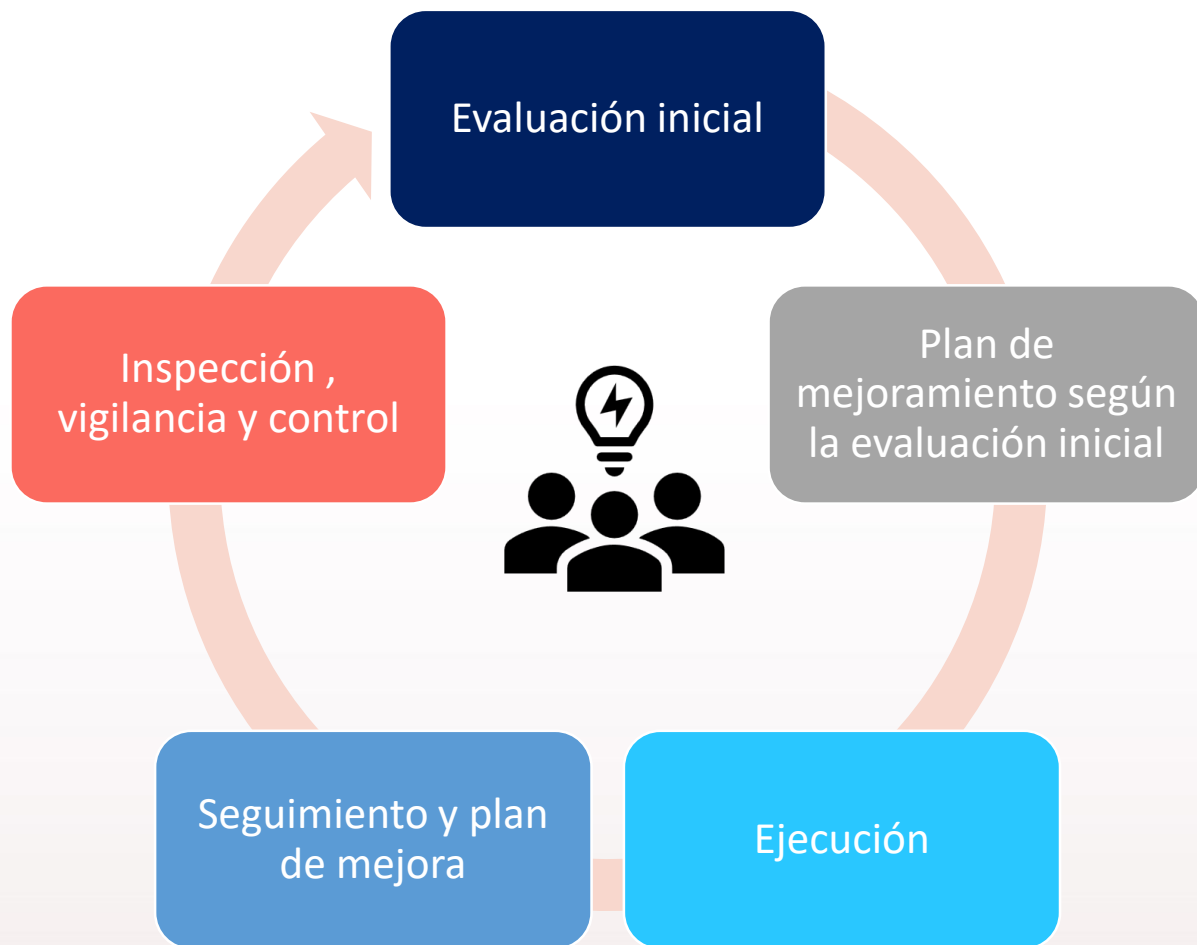 Evaluación inicial
Plan de
mejoramiento según
la evaluación inicial
Ejecución
Seguimiento y plan
de mejora
Inspección ,
vigilancia y control